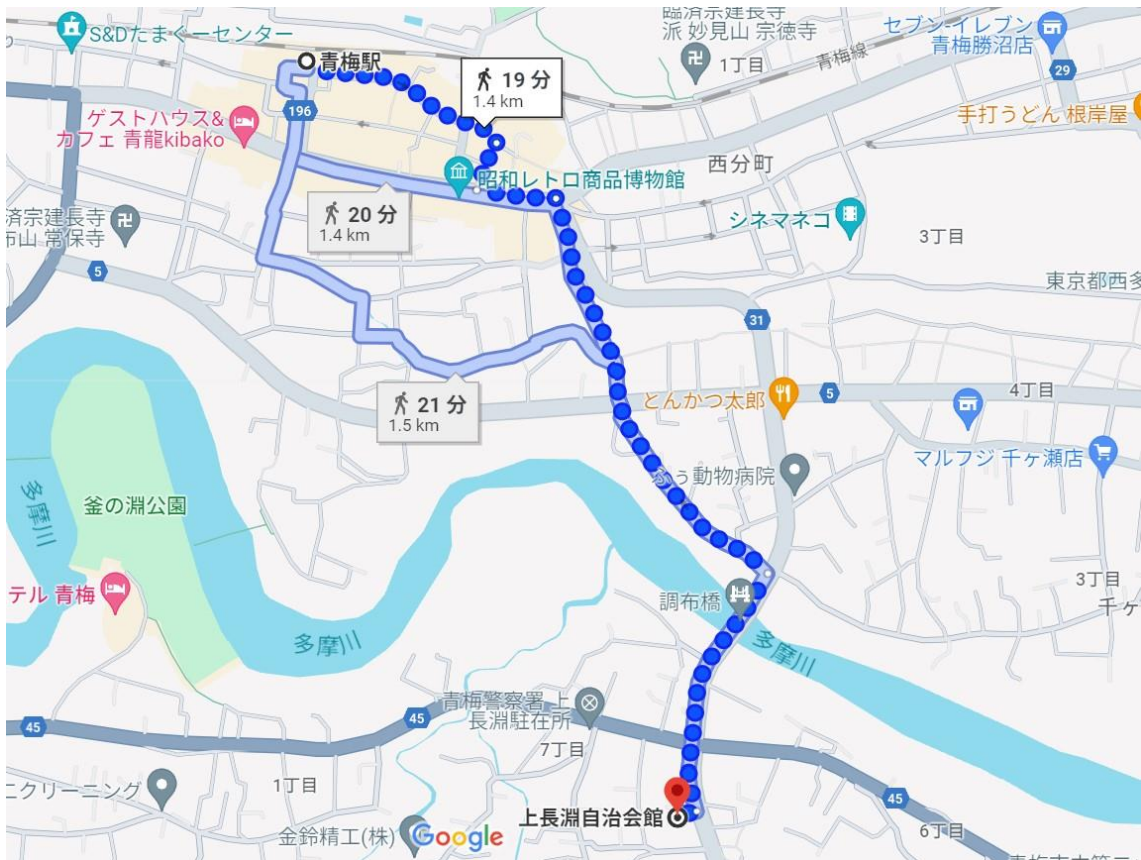 S&Dたまぐーセンター
青梅駅
196
ゲストハウス&
カフェ 青龍kibako
19 分
1.4 km
臨済宗建長寺
派 妙見山 宗徳寺
1丁目
青梅線
セブン-イレブン
青梅勝沼店
29
手打うどん 根岸屋
西分町
昭和レトロ商品博物館
20 分
1.4 km
済宗建長寺
布山 常保寺
5
シネマネコ
3丁目
東京都西多
31
21 分
1.5 km
とんかつ太郎
5
4丁目
マルフジ 千ヶ瀬店
う動物病院
釜の淵公園
多摩川
テル 青梅
多摩川
調布橋
多摩川
3丁目
千ケ
青梅警察署 上
長淵駐在所
45
45
7丁目
1丁目
ニクリーニング
上長淵自治会館
45
6丁目
金鈴精工(株)
Google